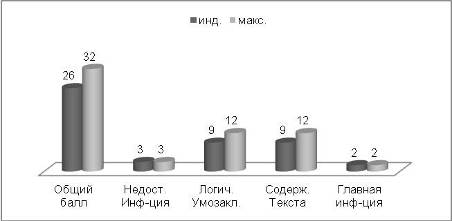 инд. макс.
26 32
3 3
9 12
9 12
2 2
Общий балл
Недост. Инф-ция
Логич. Умозакл.
Содерж. Текста
Главная инф-ция